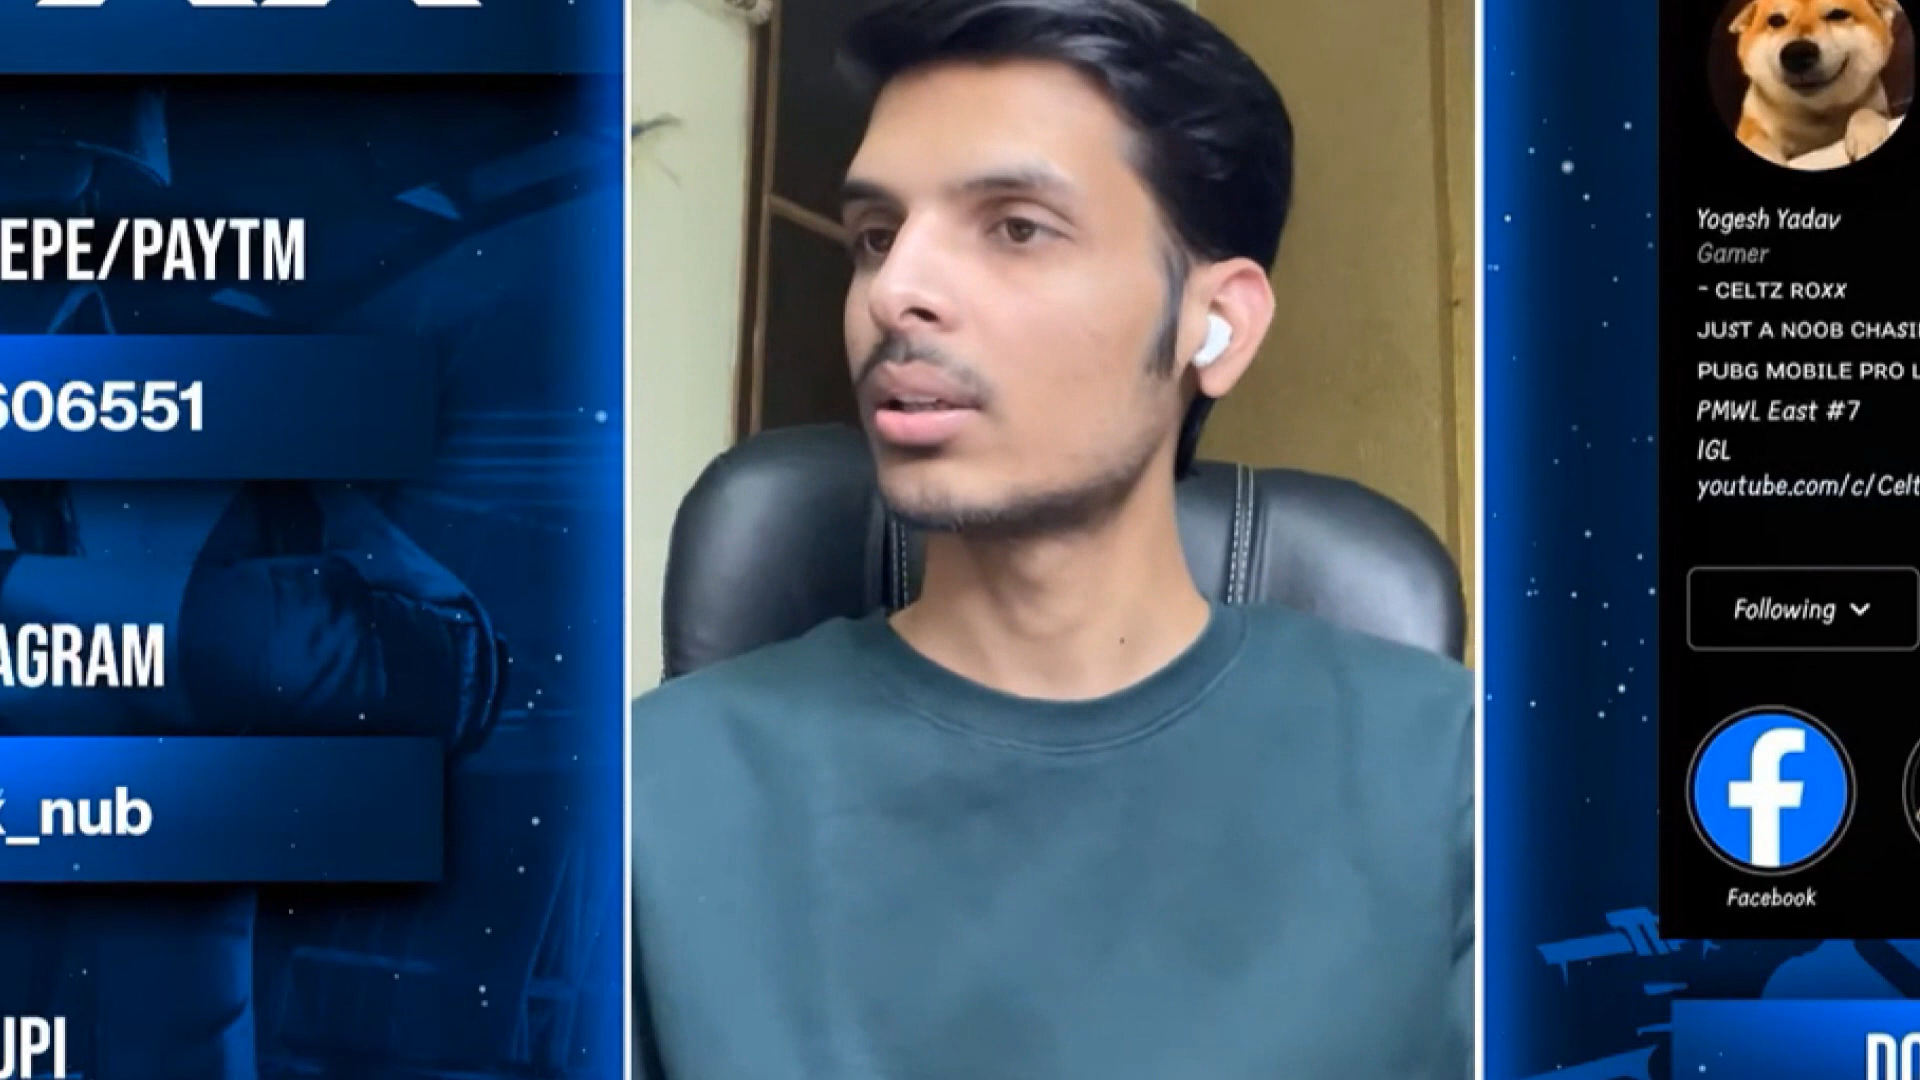 EPE/PAYTM
606551
AGRAM
_nub
UPI
Yogesh Yadav
Gamer
- CELTZ ROXX
JUST A NOOB CHASI
PUBG MOBILE PRO L
PMWL East #7
IGL
youtube.com/c/Celt
Following
Facebook
DO